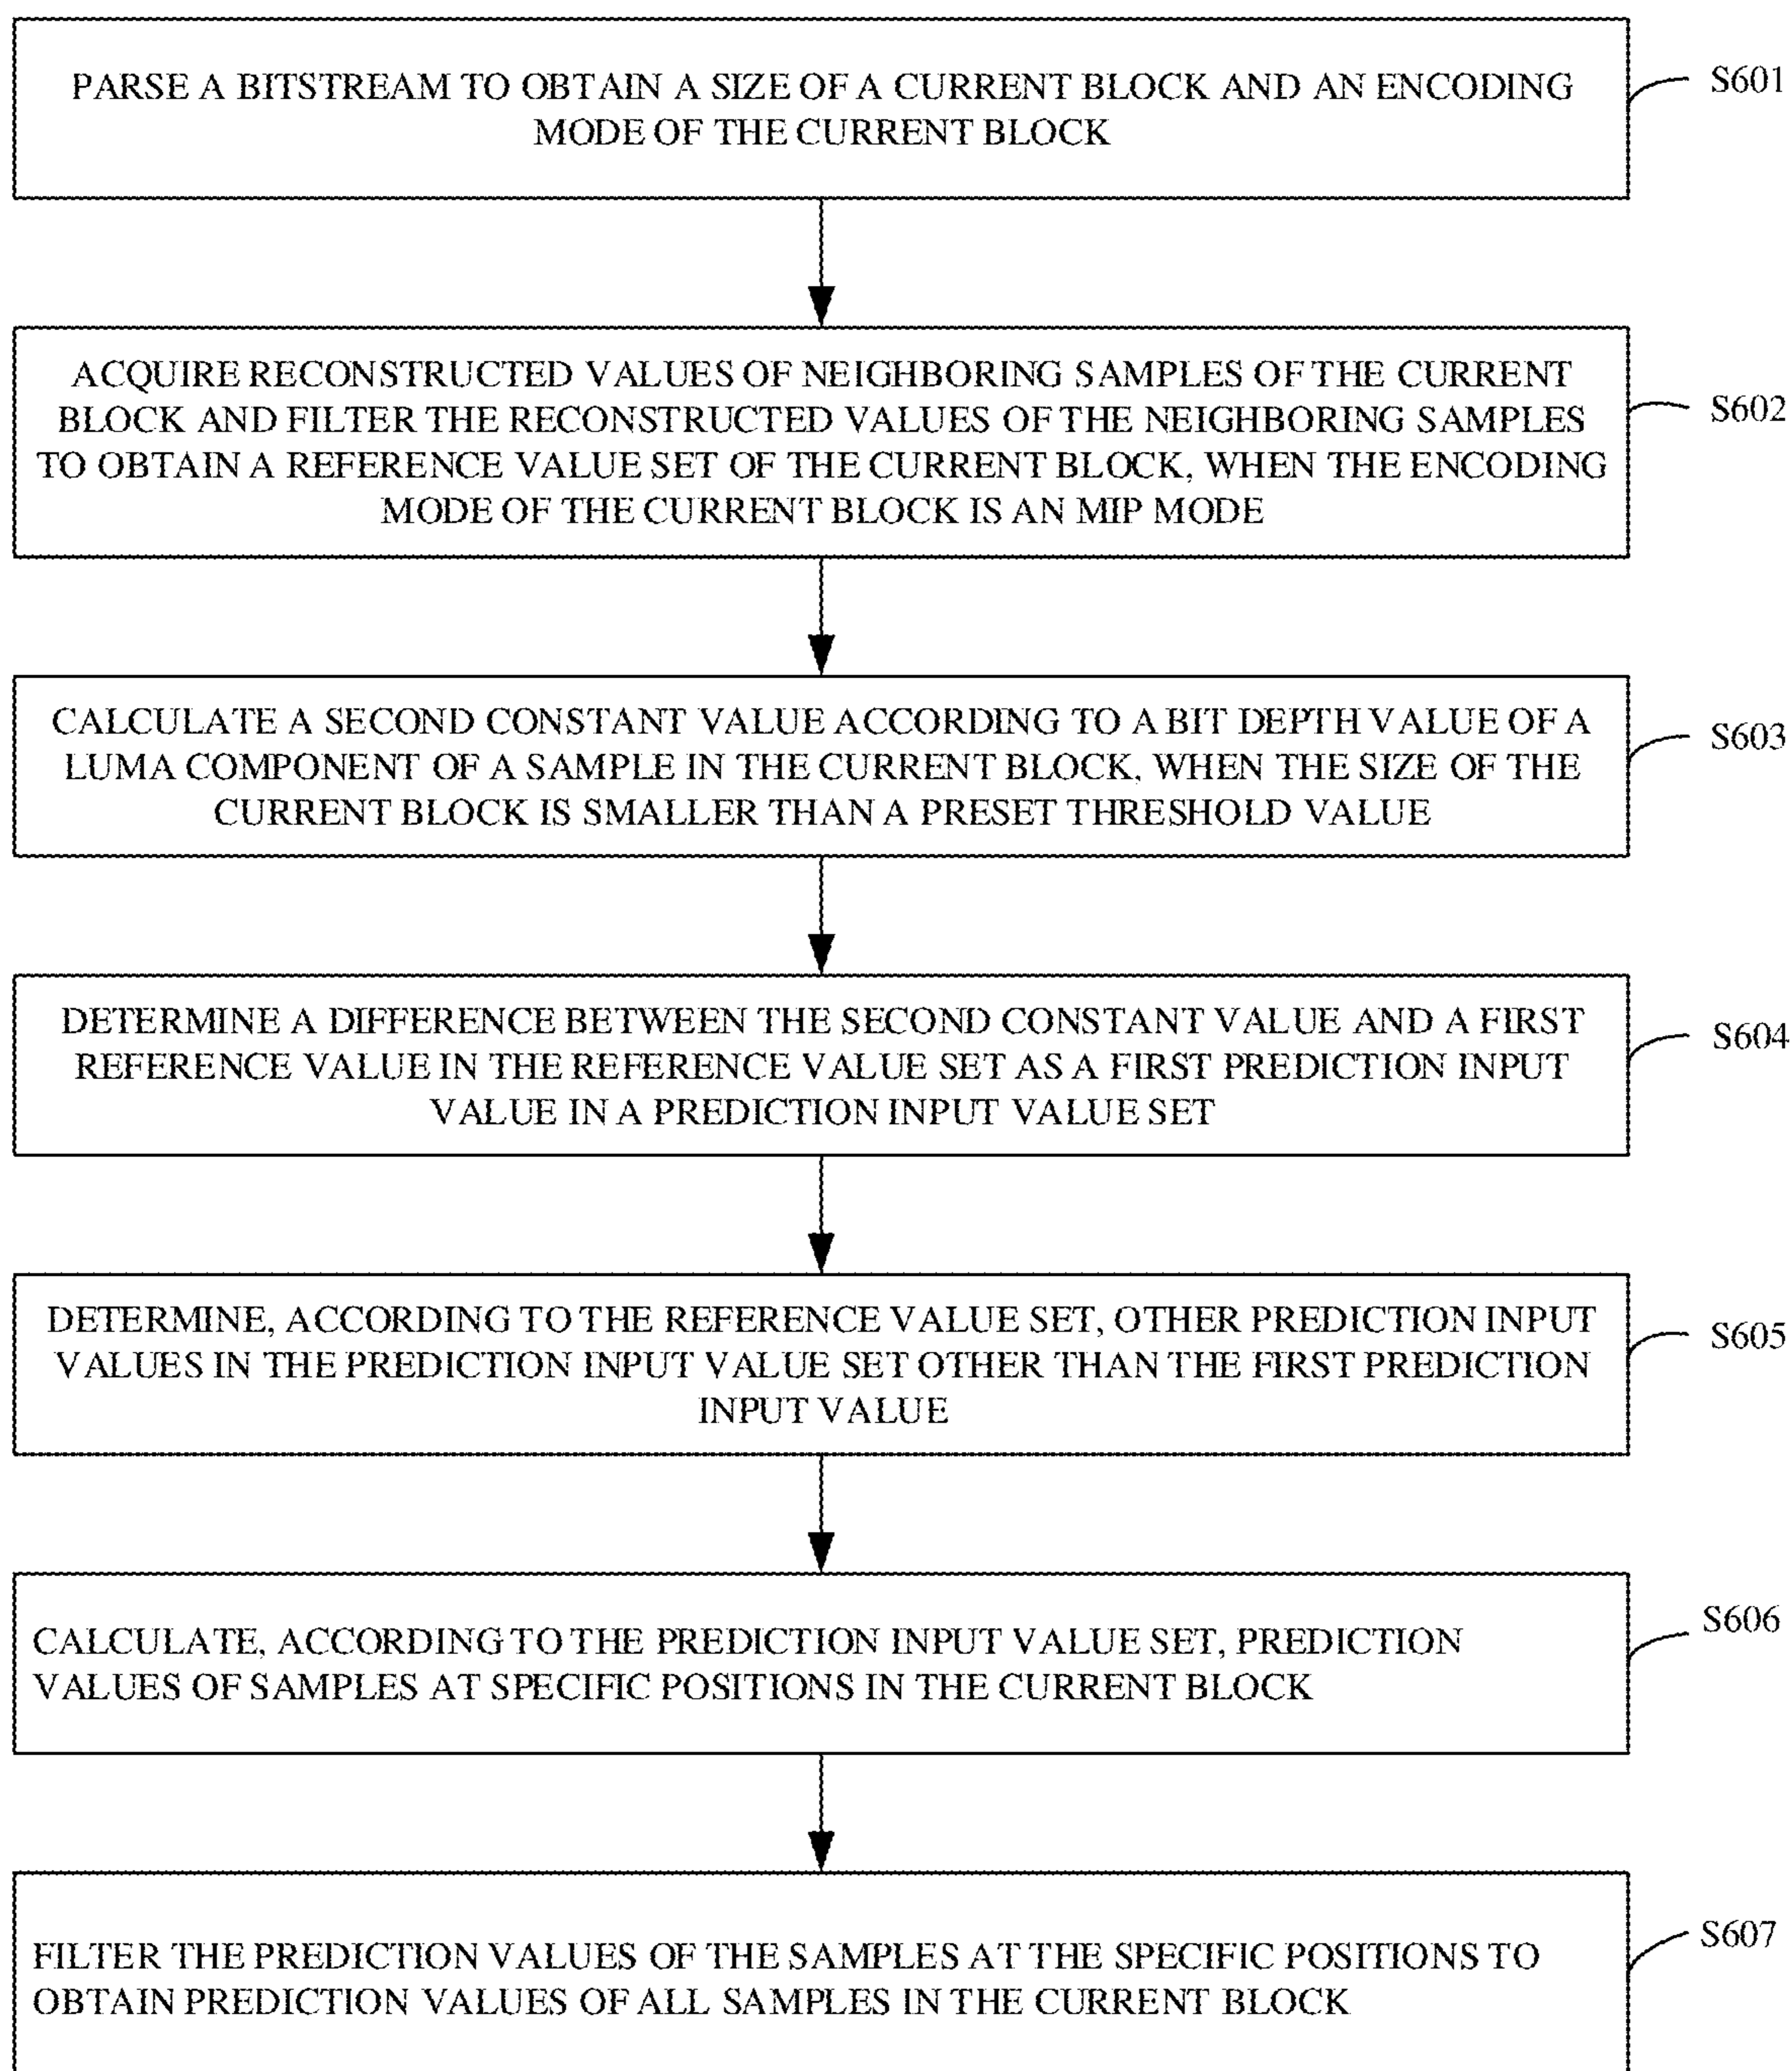 PARSE A BITSTREAM TO OBTAIN A SIZE OF A CURRENT BLOCK AND AN ENCODING
MODE OF THE CURRENT BLOCK
S601
ACQUIRE RECONSTRUCTED VALUES OF NEIGHBORING SAMPLES OF THE CURRENT
BLOCK AND FILTER THE RECONSTRUCTED VALUES OF THE NEIGHBORING SAMPLES
TO OBTAIN A REFERENCE VALUE SET OF THE CURRENT BLOCK, WHEN THE ENCODING
MODE OF THE CURRENT BLOCK IS AN MIP MODE
S602
CALCULATE A SECOND CONSTANT VALUE ACCORDING TO A BIT DEPTH VALUE OF A
LUMA COMPONENT OF A SAMPLE IN THE CURRENT BLOCK, WHEN THE SIZE OF THE
CURRENT BLOCK IS SMALLER THAN A PRESET THRESHOLD VALUE
S603
DETERMINE A DIFFERENCE BETWEEN THE SECOND CONSTANT VALUE AND A FIRST
REFERENCE VALUE IN THE REFERENCE VALUE SET AS A FIRST PREDICTION INPUT
VALUE IN A PREDICTION INPUT VALUE SET
S604
DETERMINE, ACCORDING TO THE REFERENCE VALUE SET, OTHER PREDICTION INPUT
VALUES IN THE PREDICTION INPUT VALUE SET OTHER THAN THE FIRST PREDICTION
INPUT VALUE
S605
CALCULATE, ACCORDING TO THE PREDICTION INPUT VALUE SET, PREDICTION
VALUES OF SAMPLES AT SPECIFIC POSITIONS IN THE CURRENT BLOCK
S606
FILTER THE PREDICTION VALUES OF THE SAMPLES AT THE SPECIFIC POSITIONS TO
OBTAIN PREDICTION VALUES OF ALL SAMPLES IN THE CURRENT BLOCK
S607